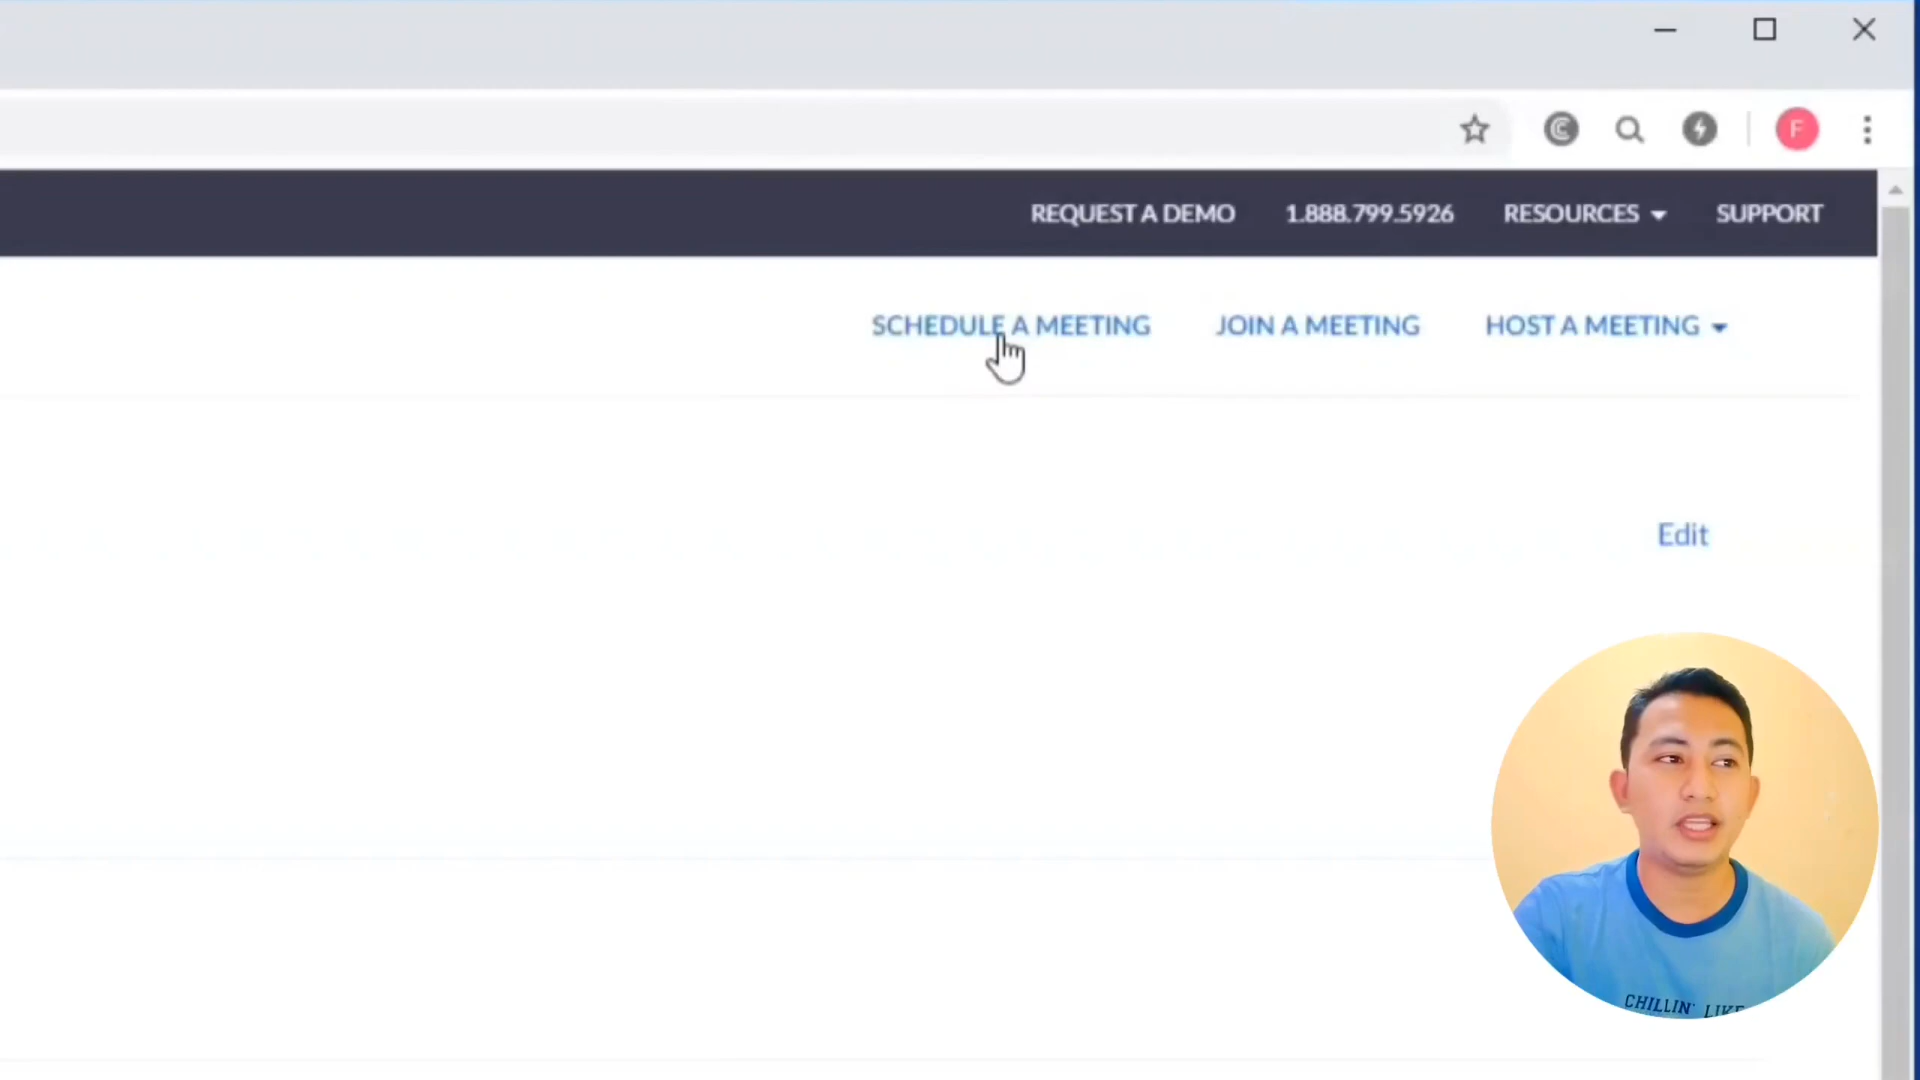 F
REQUEST A DEMO 1.888.799.5926 RESOURCES SUPPORT
SCHEDULE A MEETING JOIN A MEETING HOST A MEETING
Edit
CHILLIN' LIKE